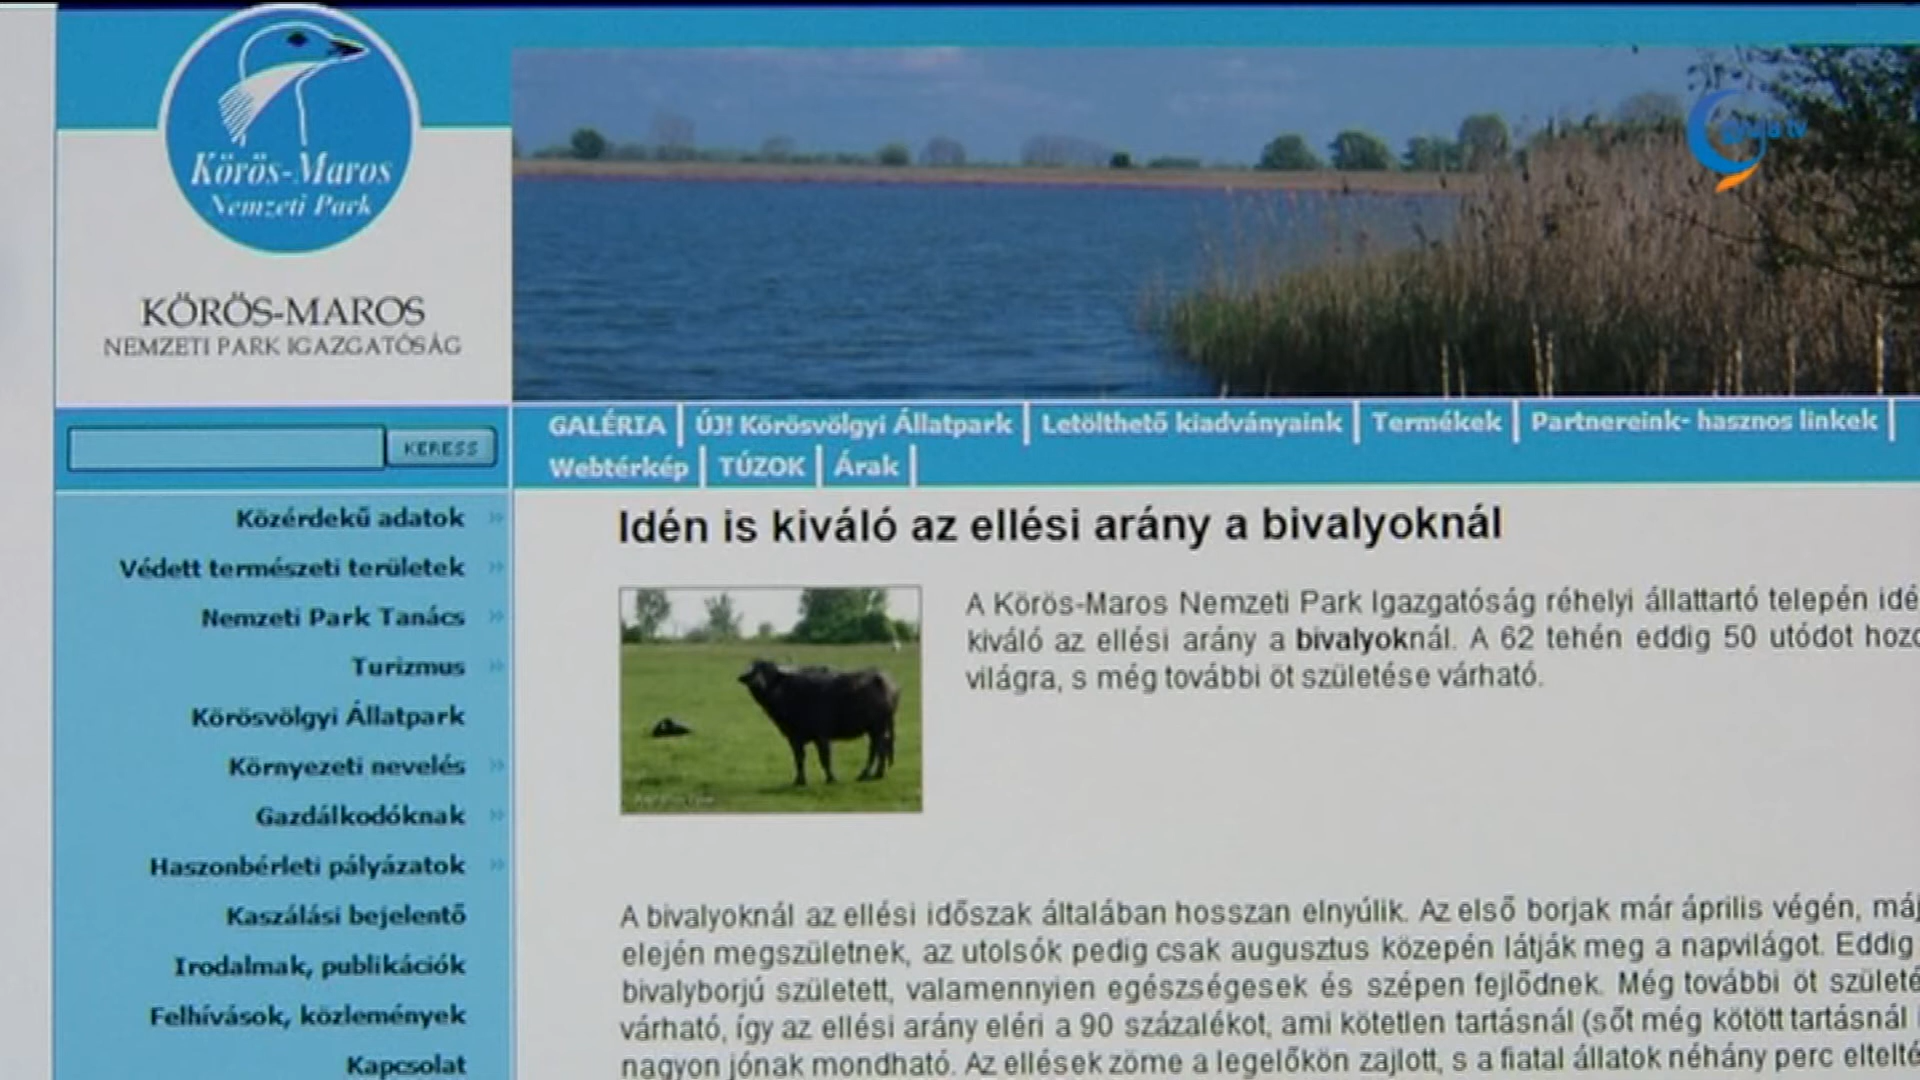 Körös-Maros
Nemzeti Park
KÖRÖS-MAROS
NEMZETI PARK IGAZGATÓSÁG
KERESS
GALÉRIA
ÚJ! Körösvölgyi Állatpark
Letölthető kiadványaink
Termékek
Partnereink- hasznos linkek
Webtérkép
TÚZOK
Árak
Közérdekű adatok
Védett természeti területek
Nemzeti Park Tanács
Turizmus
Körösvölgyi Állatpark
Környezeti nevelés
Gazdálkodóknak
Haszonbérleti pályázatok
Kaszálási bejelentő
Irodalmak, publikációk
Felhívások, közlemények
Kapcsolat
Idén is kiváló az ellési arány a bivalyoknál
A Körös-Maros Nemzeti Park Igazgatóság réhelyi állattartó telepén idé
kiváló az ellési arány a bivalyoknál. A 62 tehén eddig 50 utódot hozo
világra, s még további öt születése várható.
A bivalyoknál az ellési időszak általában hosszan elnyúlik. Az első borjak már április végén, máj
elején megszületnek, az utolsók pedig csak augusztus közepén látják meg a napvilágot. Eddig
bivalyborjú született, valamennyien egészségesek és szépen fejlődnek. Még további öt születé
várható, így az ellési arány eléri a 90 százalékot, ami kötetlen tartásnál (sőt még kötött tartásnál
nagyon jónak mondható. Az ellések zöme a legelőkön zajlott, s a fiatal állatok néhány perc eltelté